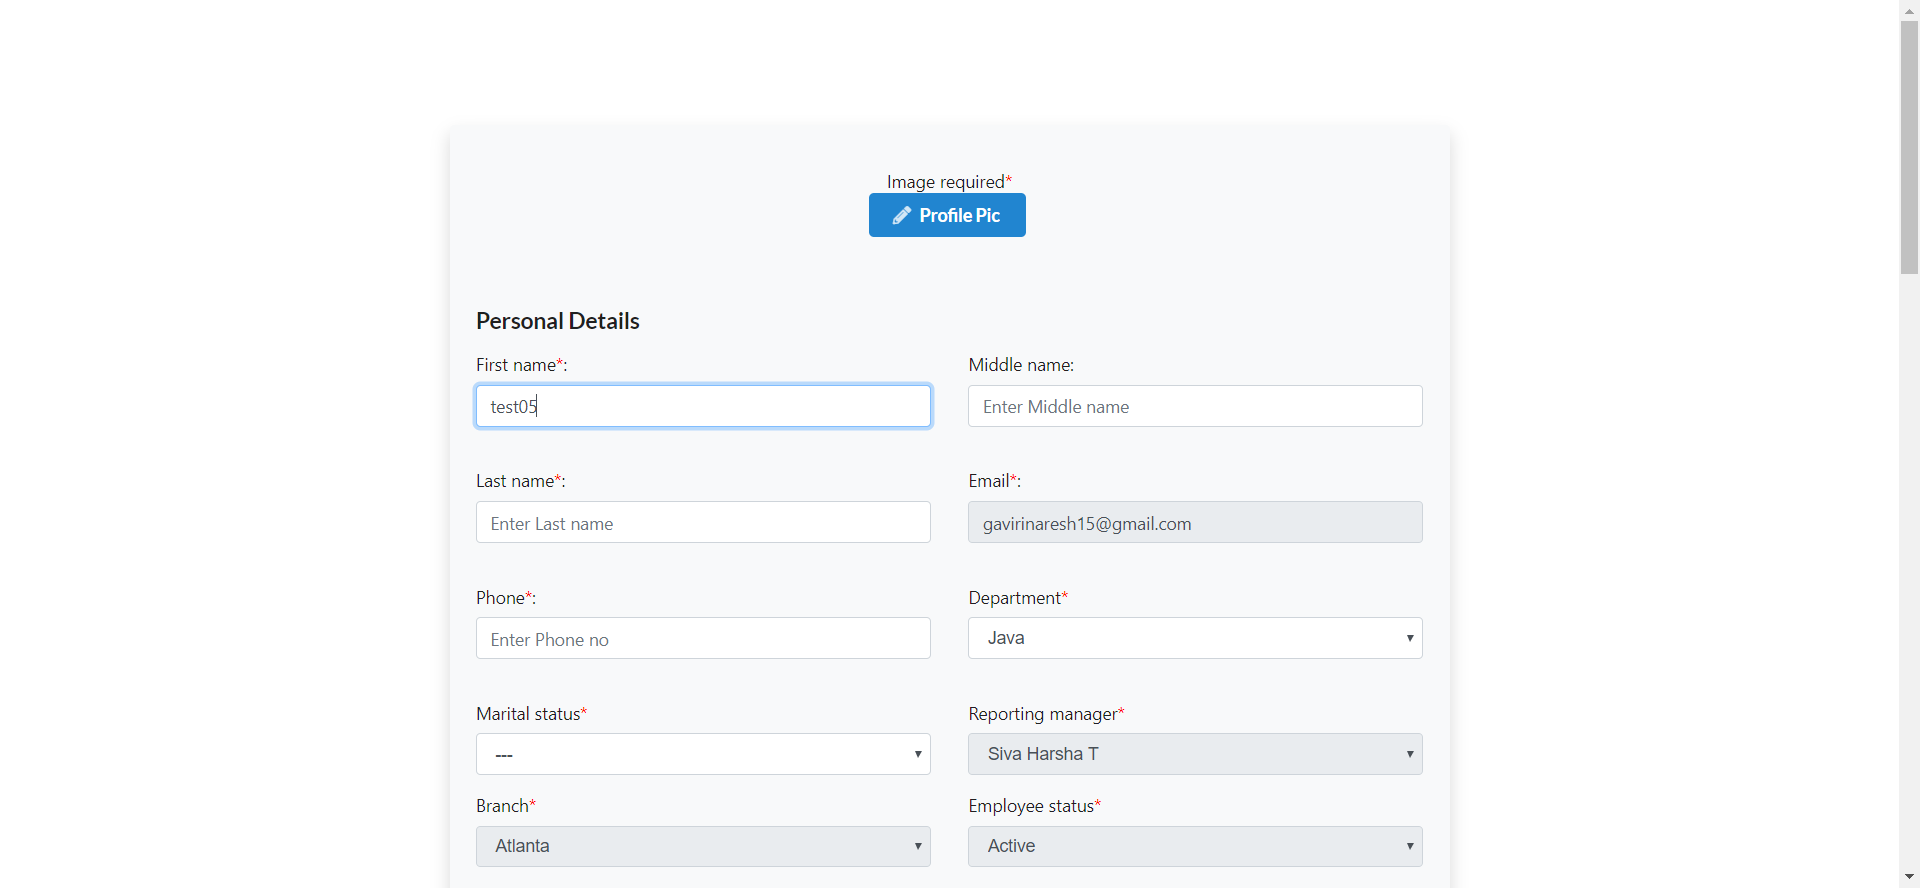 Image required*
Profile Pic
Personal Details
First name*:
Middle name:
test05
Enter Middle name
Last name*:
Email*:
Enter Last name
gavirinaresh15@gmail.com
Phone*:
Department*
Enter Phone no
Java
Marital status*
Reporting manager*
---
Siva Harsha T
Branch*
Employee status*
Atlanta
Active